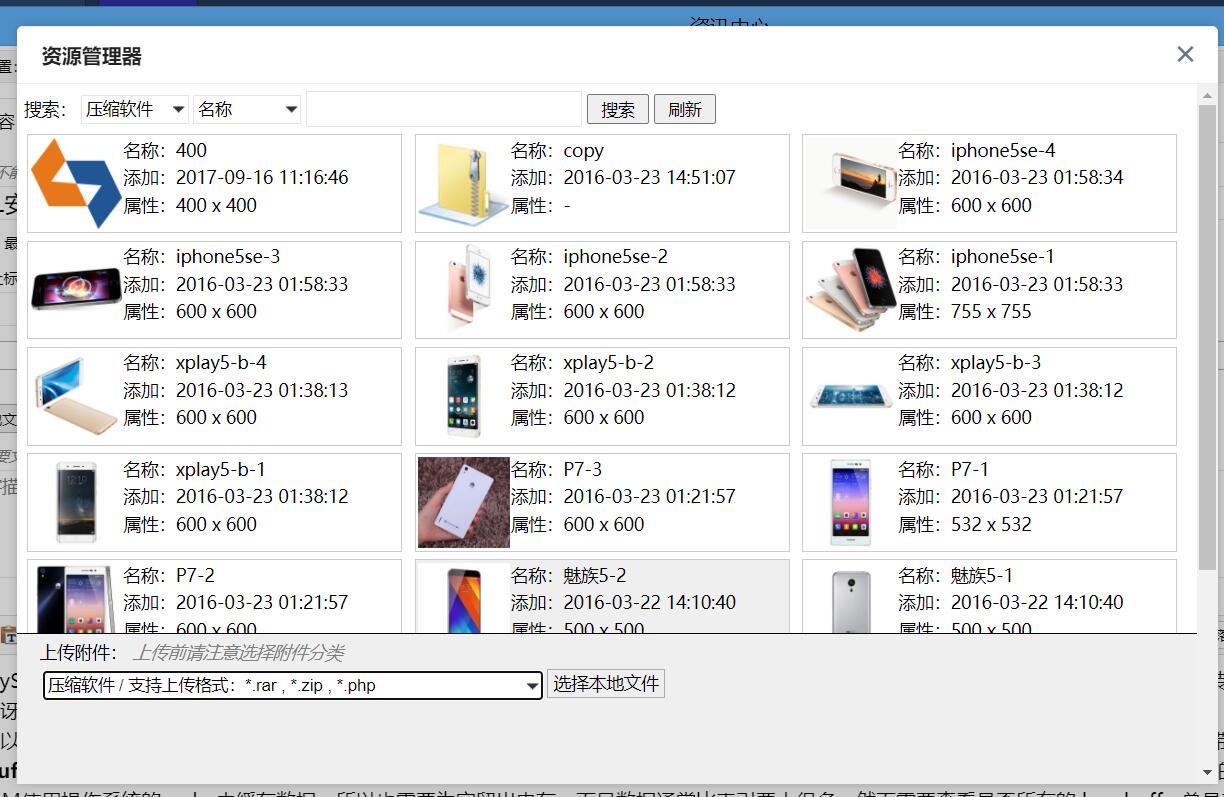 资讯中心
资源管理器
搜索： 压缩软件 名称 搜索 刷新
名称：400
添加：2017-09-16 11:16:46
属性：400 x 400
名称：copy
添加：2016-03-23 14:51:07
属性：-
名称：iphone5se-4
添加：2016-03-23 01:58:34
属性：600 x 600
名称：iphone5se-3
添加：2016-03-23 01:58:33
属性：600 x 600
名称：iphone5se-2
添加：2016-03-23 01:58:33
属性：600 x 600
名称：iphone5se-1
添加：2016-03-23 01:58:33
属性：755 x 755
名称：xplay5-b-4
添加：2016-03-23 01:38:13
属性：600 x 600
名称：xplay5-b-2
添加：2016-03-23 01:38:12
属性：600 x 600
名称：xplay5-b-3
添加：2016-03-23 01:38:12
属性：600 x 600
名称：xplay5-b-1
添加：2016-03-23 01:38:12
属性：600 x 600
名称：P7-3
添加：2016-03-23 01:21:57
属性：600 x 600
名称：P7-1
添加：2016-03-23 01:21:57
属性：532 x 532
名称：P7-2
添加：2016-03-23 01:21:57
属性：600 x 600
名称：魅族5-2
添加：2016-03-22 14:10:40
属性：500 x 500
名称：魅族5-1
添加：2016-03-22 14:10:40
属性：500 x 500
上传附件： 上传前请注意选择附件分类
压缩软件 / 支持上传格式：*.rar , *.zip , *.php 选择本地文件